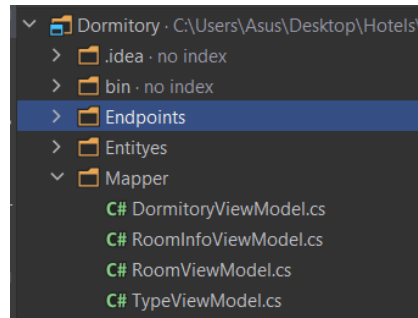 Dormitory · C:\Users\Asus\Desktop\Hotels\
.idea · no index
bin · no index
Endpoints
Entityes
Mapper
C# DormitoryViewModel.cs
C# RoomInfoViewModel.cs
C# RoomViewModel.cs
C# TypeViewModel.cs